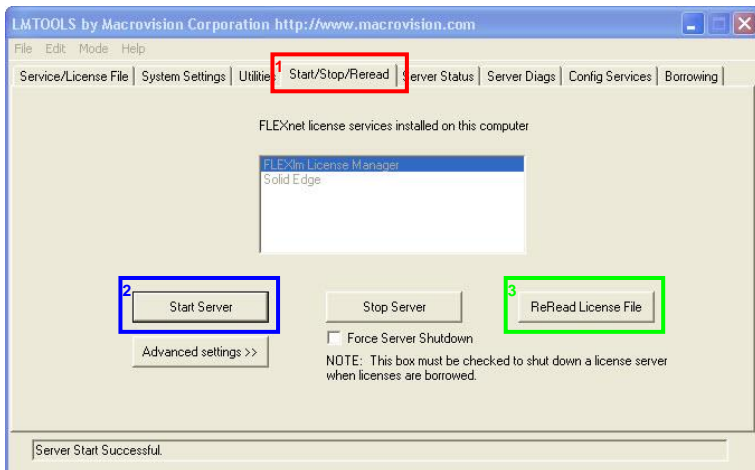 LMTOOLS by Macrovision Corporation http://www.macrovision.com
File Edit Mode Help
Service/License File System Settings Utilities 1 Start/Stop/Reread Server Status Server Diags Config Services Borrowing
FLEXnet license services installed on this computer
FLEXlm License Manager
Solid Edge
2 Start Server
Stop Server
3 ReRead License File
Force Server Shutdown
Advanced settings >>
NOTE: This box must be checked to shut down a license server
when licenses are borrowed.
Server Start Successful.